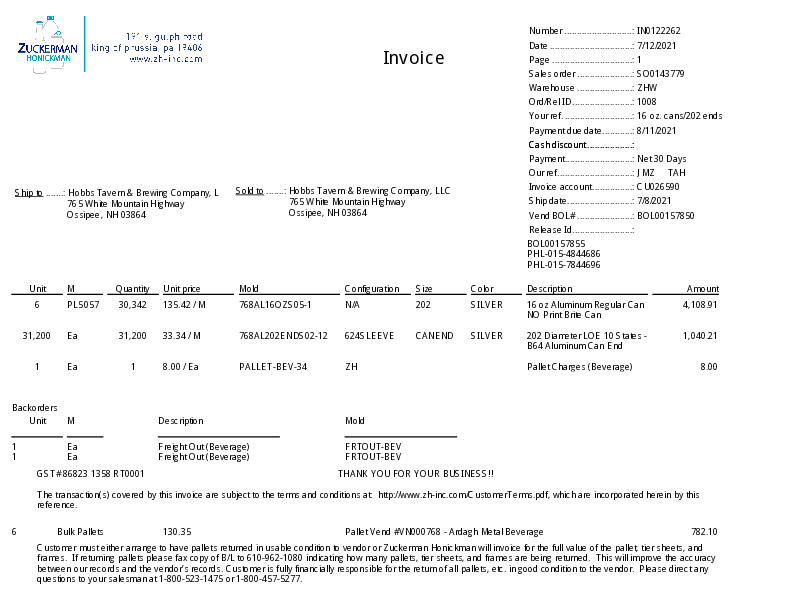 ZUCKERMAN
HONICKMAN
191 s. gulph road
king of prussia, pa 19406
www.zh-inc.com
Invoice
Number: IN0122262
Date: 7/12/2021
Page: 1
Sales order: SO0143779
Warehouse: ZHW
Ord/Rel ID: 1008
Your ref.: 16 oz. cans/202 ends
Payment due date: 8/11/2021
Cash discount:
Payment: Net 30 Days
Our ref.: JMZ TAH
Invoice account: CU026590
Ship date: 7/8/2021
Vend BOL#: BOL00157850
Release Id:
BOL00157855
PHL-015-4844686
PHL-015-7844696
Ship to: Hobbs Tavern & Brewing Company, L
765 White Mountain Highway
Ossipee, NH 03864
Sold to: Hobbs Tavern & Brewing Company, LLC
765 White Mountain Highway
Ossipee, NH 03864
Unit M Quantity Unit price Mold Configuration Size Color Description Amount
6 PL5057 30,342 135.42 / M 768AL16OZS05-1 N/A 202 SILVER 16 oz Aluminum Regular Can 4,108.91
NO Print Brite Can
31,200 Ea 31,200 33.34 / M 768AL202ENDS02-12 624SLEEVE CANEND SILVER 202 Diameter LOE 10 States - 1,040.21
B64 Aluminum Can End
1 Ea 1 8.00 / Ea PALLET-BEV-34 ZH Pallet Charges (Beverage) 8.00
Backorders
Unit M Description Mold
1 Ea Freight Out (Beverage) FRTOUT-BEV
1 Ea Freight Out (Beverage) FRTOUT-BEV
GST #86823 1358 RT0001 THANK YOU FOR YOUR BUSINESS!!
The transaction(s) covered by this invoice are subject to the terms and conditions at: http://www.zh-inc.com/CustomerTerms.pdf, which are incorporated herein by this
reference.
6 Bulk Pallets 130.35 Pallet Vend #VN000768 - Ardagh Metal Beverage 782.10
Customer must either arrange to have pallets returned in usable condition to vendor or Zuckerman Honickman will invoice for the full value of the pallet, tier sheets, and
frames. If returning pallets please fax copy of B/L to 610-962-1080 indicating how many pallets, tier sheets, and frames are being returned. This will improve the accuracy
between our records and the vendor's records. Customer is fully financially responsible for the return of all pallets, etc. in good condition to the vendor. Please direct any
questions to your salesman at 1-800-523-1475 or 1-800-457-5277.